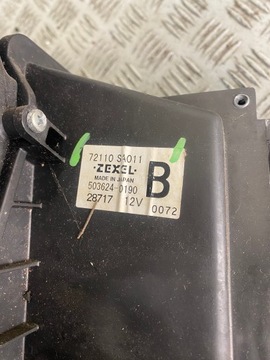 72110 SA011
·ZEXEL·
MADE IN JAPAN
503624-0190
B
28717 12V 0072